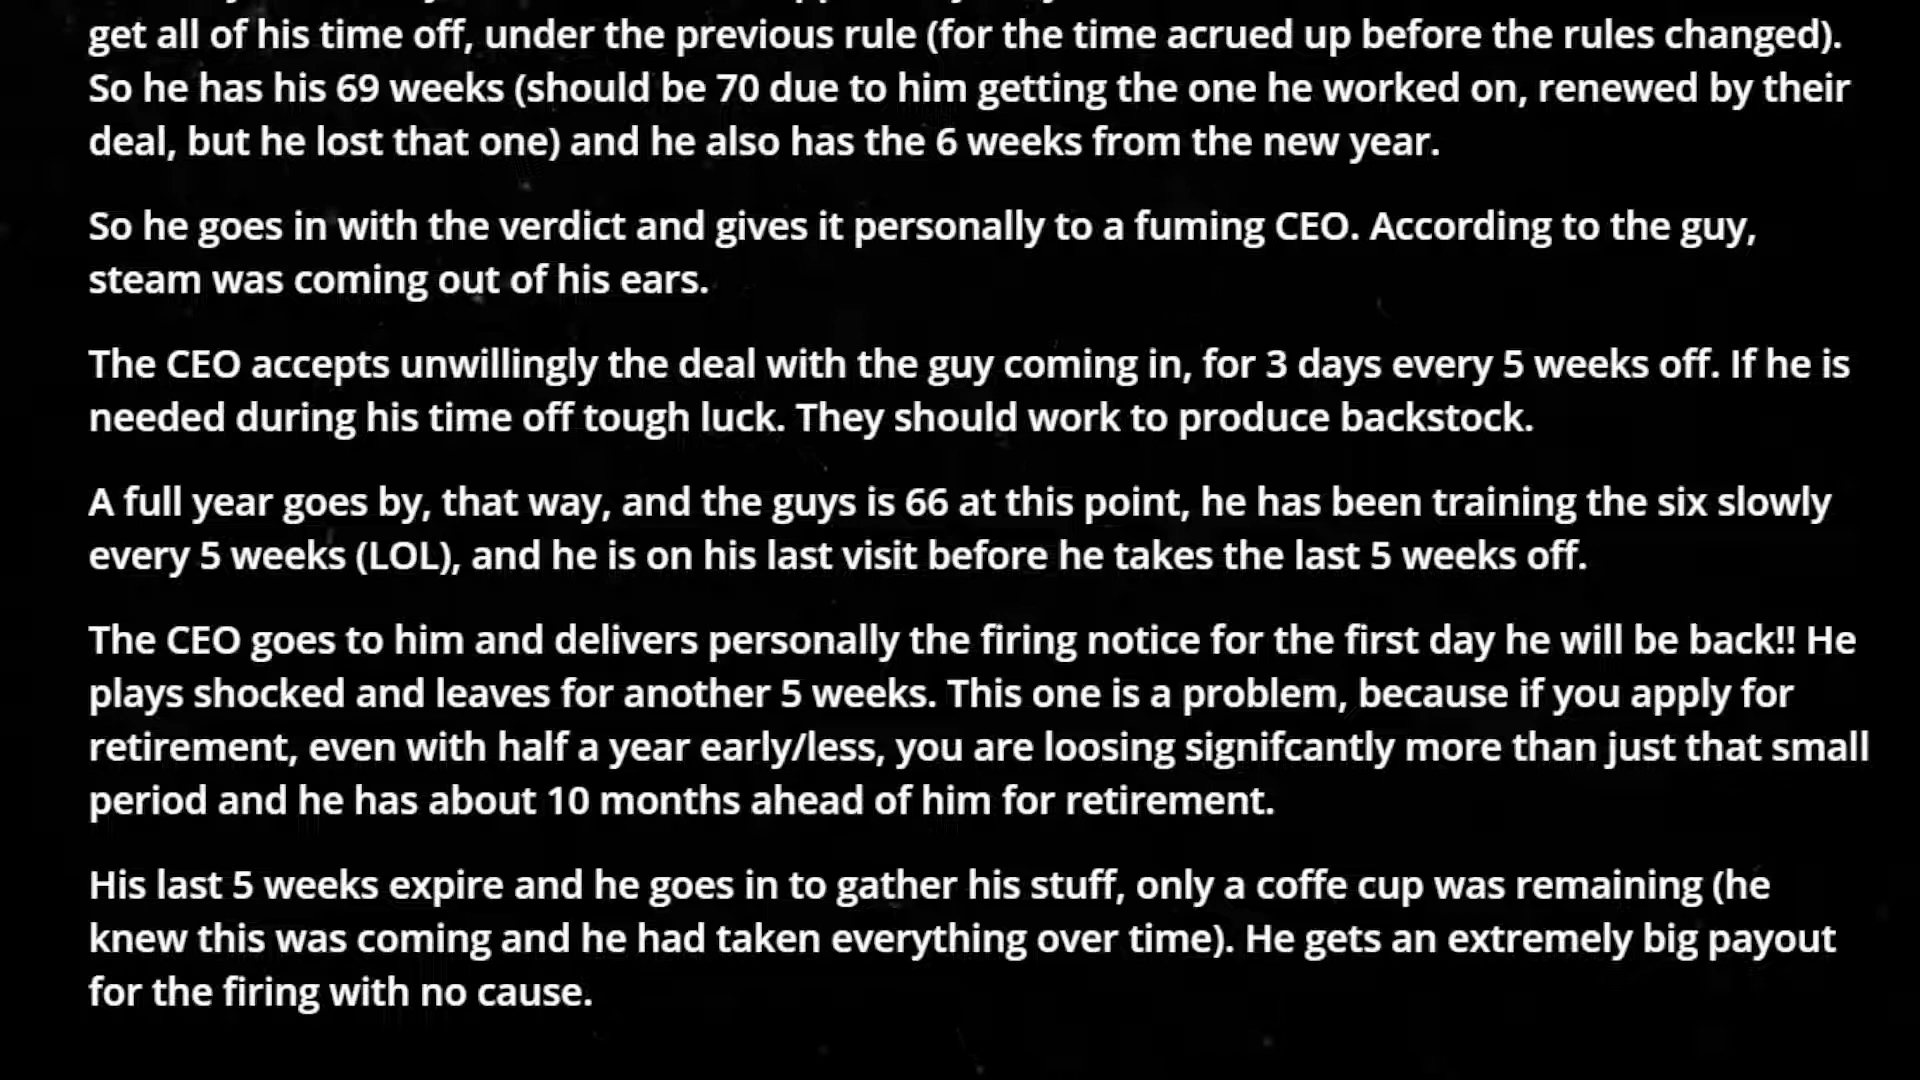 get all of his time off, under the previous rule (for the time accrued up before the rules changed).
So he has his 69 weeks (should be 70 due to him getting the one he worked on, renewed by their
deal, but he lost that one) and he also has the 6 weeks from the new year.
So he goes in with the verdict and gives it personally to a fuming CEO. According to the guy,
steam was coming out of his ears.
The CEO accepts unwillingly the deal with the guy coming in, for 3 days every 5 weeks off. If he is
needed during his time off tough luck. They should work to produce backstock.
A full year goes by, that way, and the guys is 66 at this point, he has been training the six slowly
every 5 weeks (LOL), and he is on his last visit before he takes the last 5 weeks off.
The CEO goes to him and delivers personally the firing notice for the first day he will be back!! He
plays shocked and leaves for another 5 weeks. This one is a problem, because if you apply for
retirement, even with half a year early/less, you are loosing signifcantly more than just that small
period and he has about 10 months ahead of him for retirement.
His last 5 weeks expire and he goes in to gather his stuff, only a coffe cup was remaining (he
knew this was coming and he had taken everything over time). He gets an extremely big payout
for the firing with no cause.